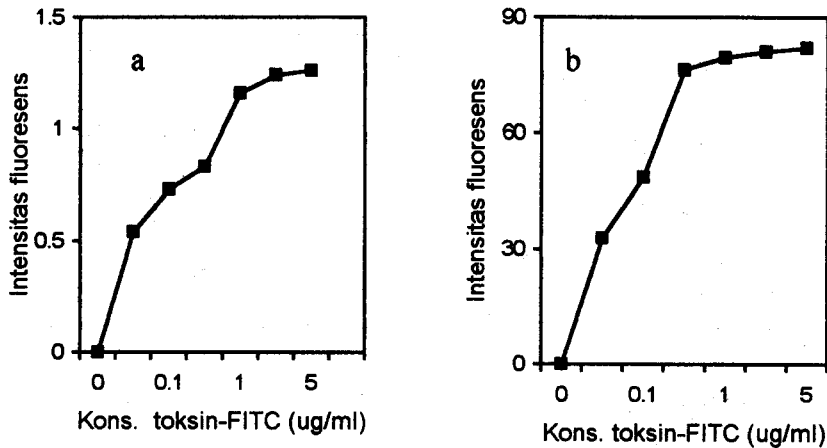 a
Intensitas fluoresens
1.5
1
0.5
0
0 0.1 1 5
Kons. toksin-FITC (ug/ml)
b
Intensitas fluoresens
90
60
30
0
0 0.1 1 5
Kons. toksin-FITC (ug/ml)